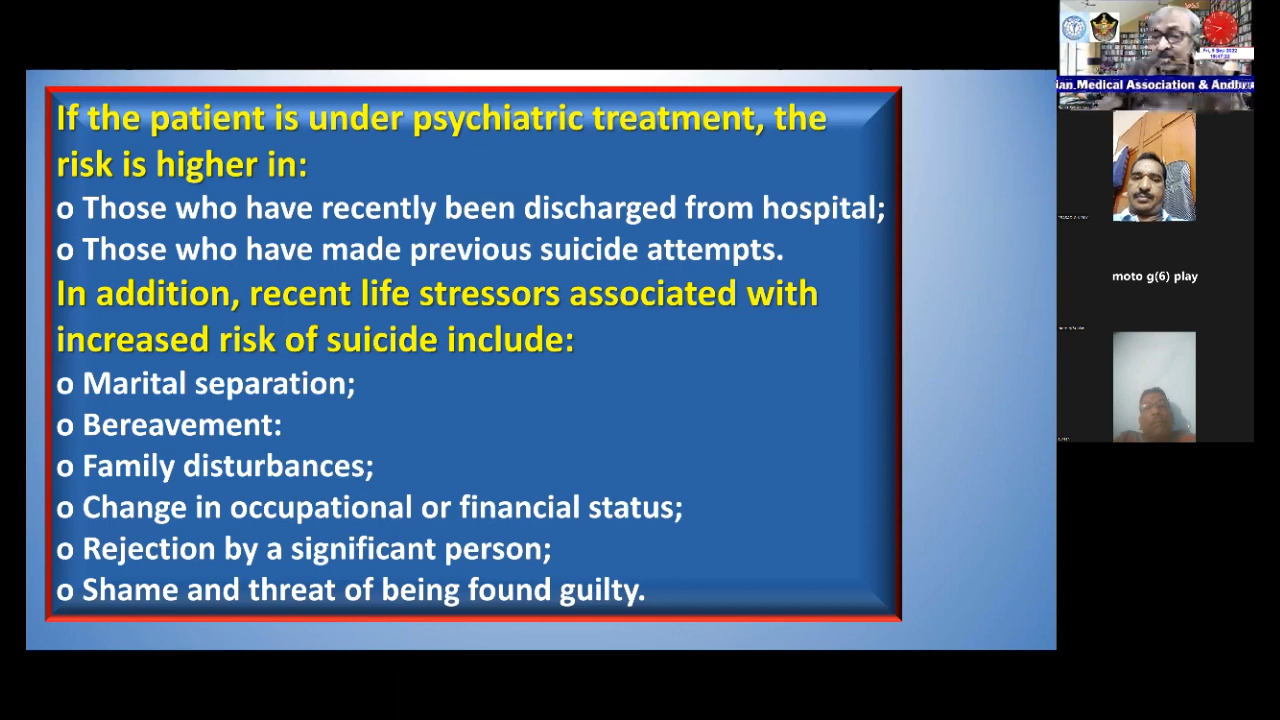 If the patient is under psychiatric treatment, the
risk is higher in:
o Those who have recently been discharged from hospital;
o Those who have made previous suicide attempts.
In addition, recent life stressors associated with
increased risk of suicide include:
o Marital separation;
o Bereavement:
o Family disturbances;
o Change in occupational or financial status;
o Rejection by a significant person;
o Shame and threat of being found guilty.
ian Medical Association & Andhra
moto g(6) play